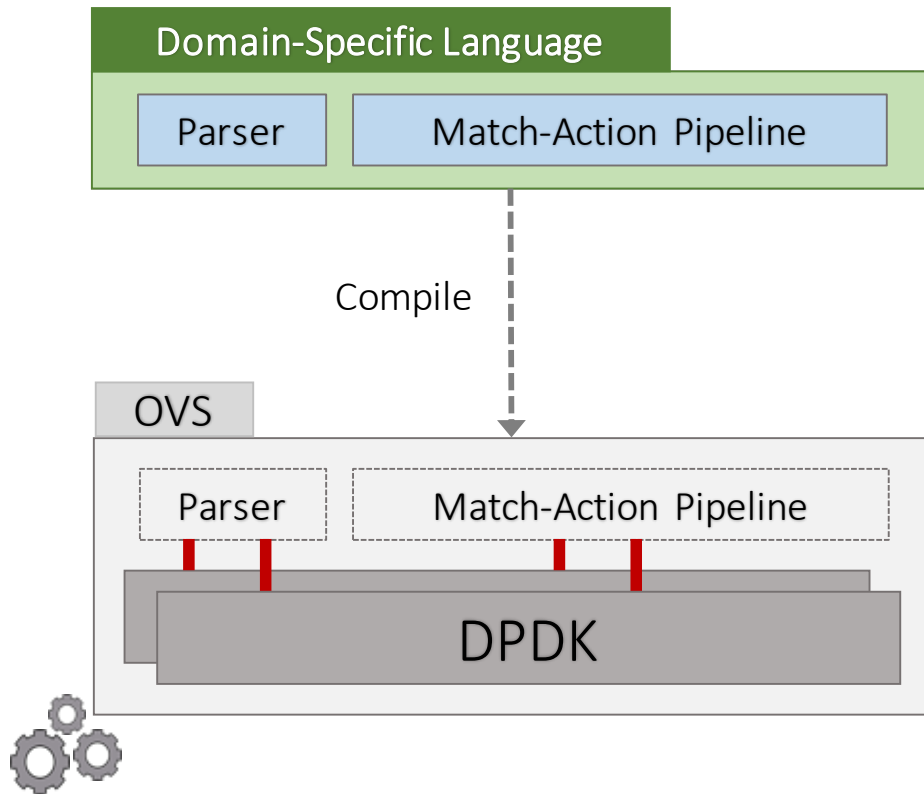 Domain-Specific Language
Parser
Match-Action Pipeline
Compile
OVS
Parser
Match-Action Pipeline
DPDK